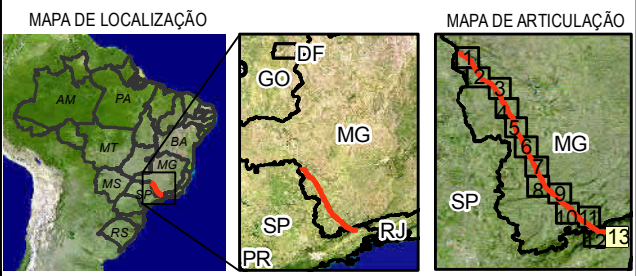 MAPA DE LOCALIZAÇÃO
AM
PA
MT
BA
MG
MS
SP
RS
DF
GO
MG
SP
RJ
PR
MAPA DE ARTICULAÇÃO
1
2
3
4
5
6
7
8
9
10
11
12
13
MG
SP